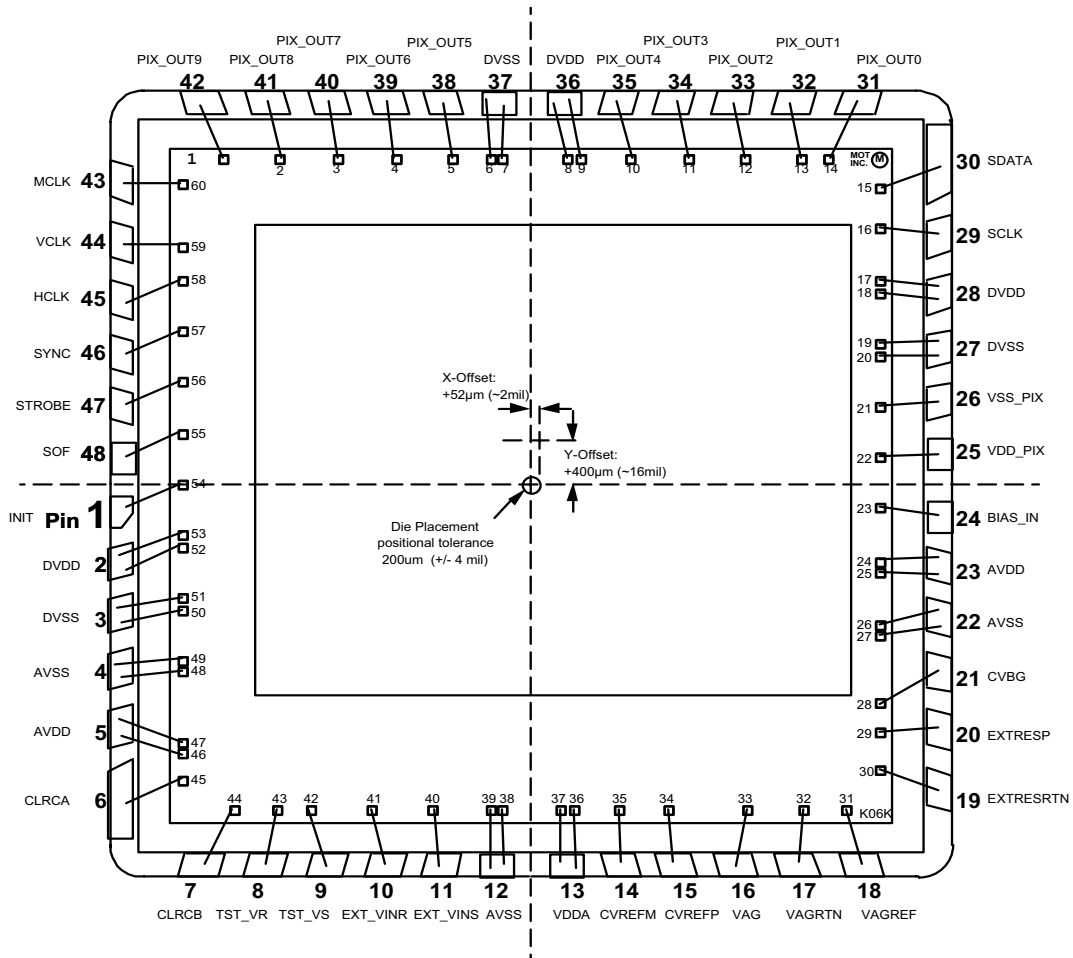 PIX_OUT7 PIX_OUT5 PIX_OUT3 PIX_OUT1
PIX_OUT9 PIX_OUT8 PIX_OUT6 DVSS DVDD PIX_OUT4 PIX_OUT2 PIX_OUT0
42 41 40 39 38 37 36 35 34 33 32 31
1 2 3 4 5 6 7 8 9 10 11 12 13 14
MOT
INC.
M
MCLK 43 60
VCLK 44 59
HCLK 45 58
SYNC 46 57
STROBE 47 56
SOF 48 55
INIT Pin 1 54
DVDD 2 53
52
DVSS 3 51
50
AVSS 4 49
48
AVDD 5 47
46
CLRCA 6 45
X-Offset:
+52µm (~2mil)
Y-Offset:
+400µm (~16mil)
Die Placement
positional tolerance
200um (+/- 4 mil)
15 30 SDATA
16 29 SCLK
17
18 28 DVDD
19
20 27 DVSS
21 26 VSS_PIX
22 25 VDD_PIX
23 24 BIAS_IN
24
25 23 AVDD
26
27 22 AVSS
28 21 CVBG
29 20 EXTRESP
30 19 EXTRESRTN
44 43 42 41 40 39 38 37 36 35 34 33 32 31
K06K
7 8 9 10 11 12 13 14 15 16 17 18
CLRCB TST_VR TST_VS EXT_VINR EXT_VINS AVSS VDDA CVREFM CVREFP VAG VAGRTN VAGREF